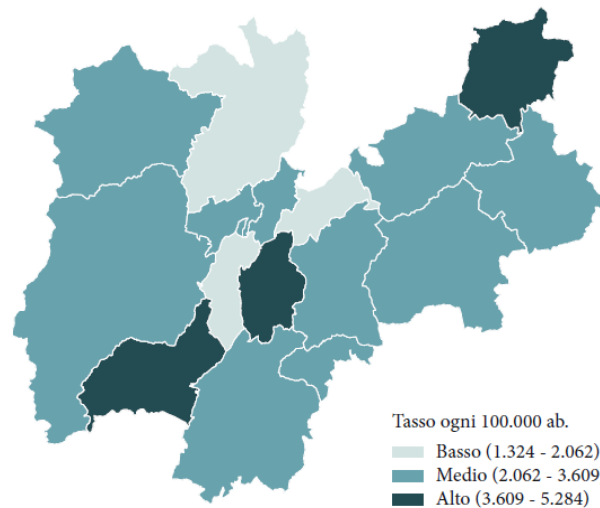 Tasso ogni 100.000 ab.
Basso (1.324 - 2.062)
Medio (2.062 - 3.609
Alto (3.609 - 5.284)